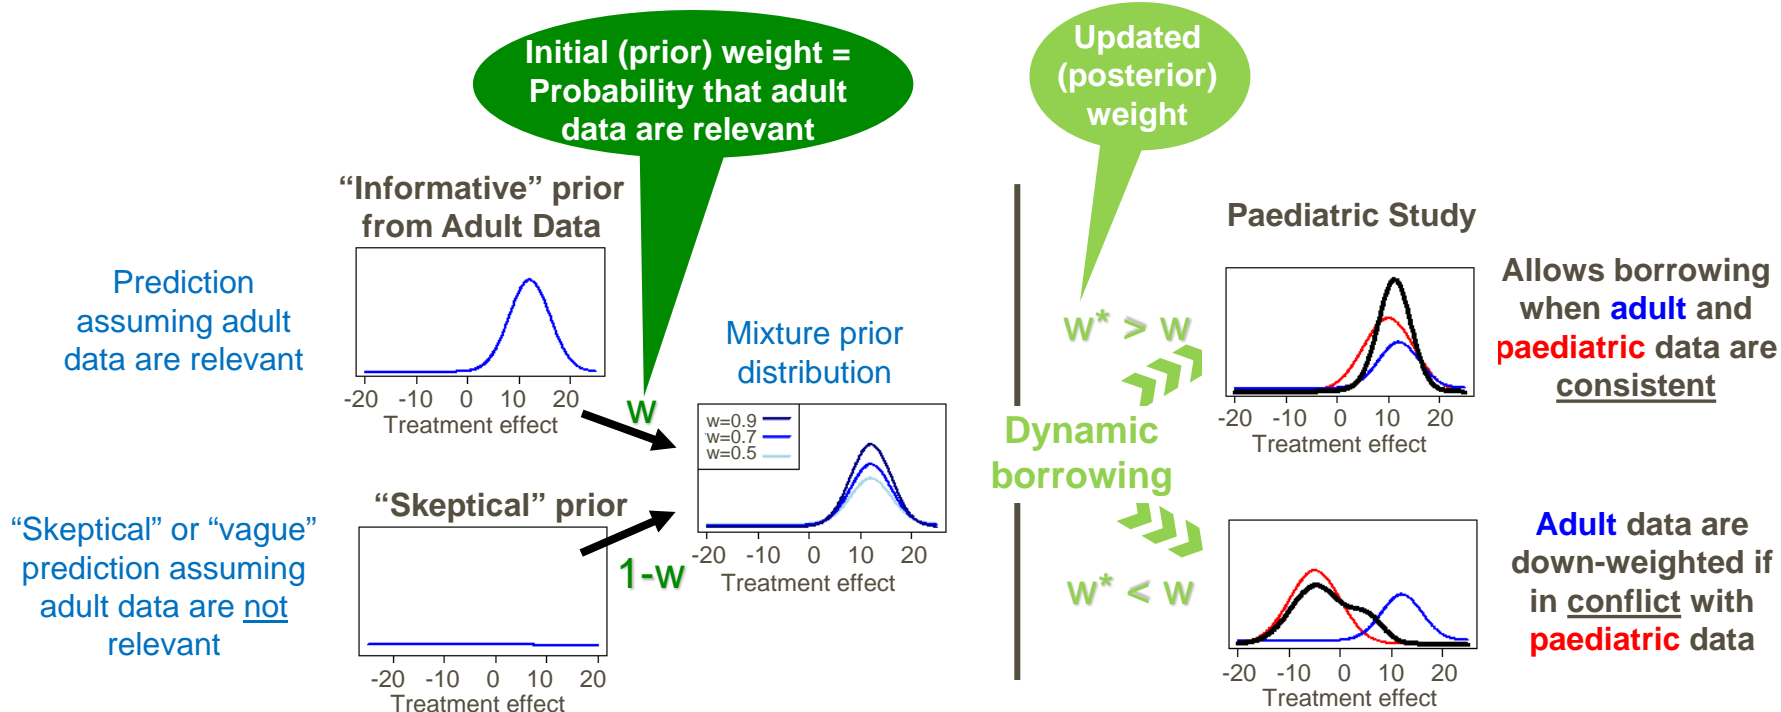 Initial (prior) weight =
Probability that adult
data are relevant
Updated
(posterior)
weight
“Informative” prior
from Adult Data
Prediction
assuming adult
data are relevant
-20 -10 0 10 20
Treatment effect
w
“Skeptical” prior
“Skeptical” or “vague”
prediction assuming
adult data are not
relevant
-20 -10 0 10 20
Treatment effect
1-w
Mixture prior
distribution
w=0.9
w=0.7
w=0.5
-20 -10 0 10 20
Treatment effect
Dynamic
borrowing
w* > w
w* < w
Paediatric Study
-20 -10 0 10 20
Treatment effect
Allows borrowing
when adult and
paediatric data are
consistent
-20 -10 0 10 20
Treatment effect
Adult data are
down-weighted if
in conflict with
paediatric data